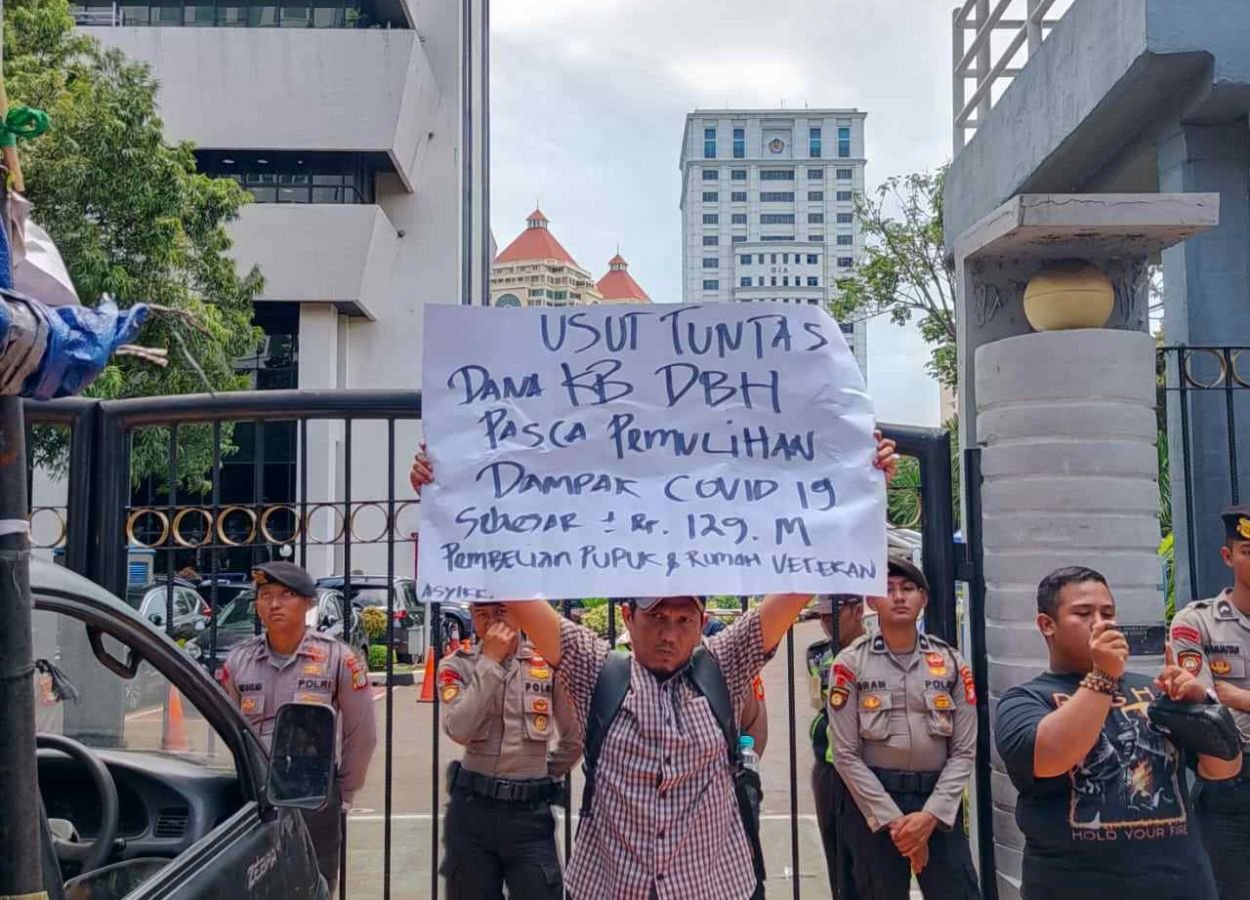 USUT TUNTAS
DANA KB DBH
PASCA PEMULIHAN
DAMPAK COVID 19
SEBESAR ± Rp. 129. M
PEMBELIAN PUPUK & RUMAH VETERAN
ASYIKK.
POLRI
POLRI
POLRI
HOLD YOUR FIRE